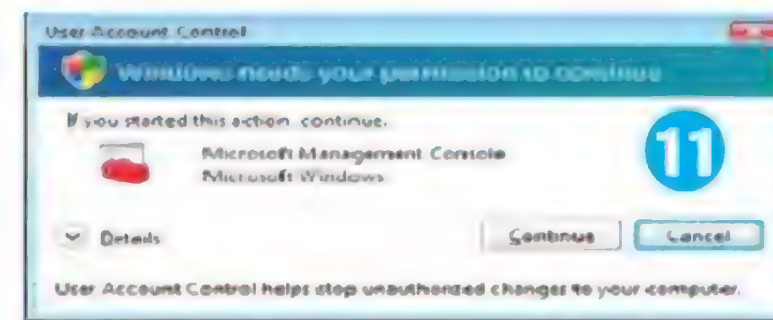 User Account Control
Windows needs your permission to continue
If you started this action, continue.
Microsoft Management Console
Microsoft Windows
11
Details
Continue
Cancel
User Account Control helps stop unauthorized changes to your computer.